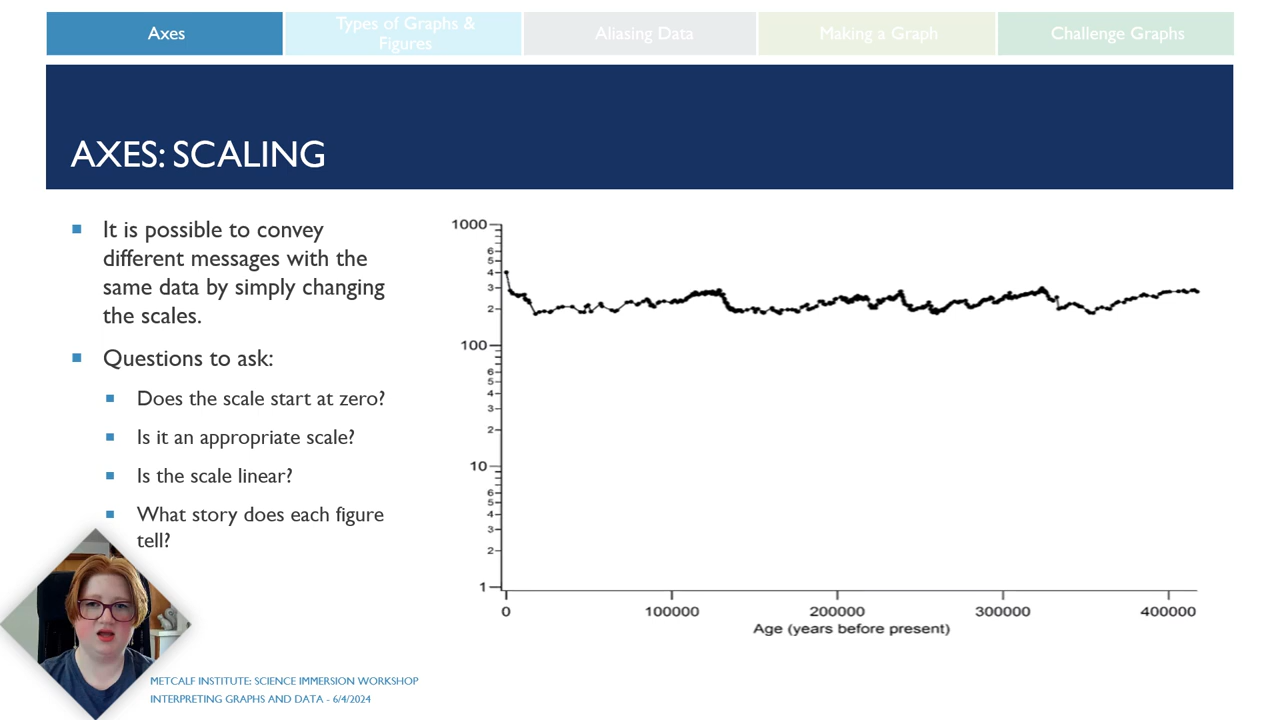 Axes
Types of Graphs &
Figures
Aliasing Data
Making a Graph
Challenge Graphs
AXES: SCALING
It is possible to convey
different messages with the
same data by simply changing
the scales.
Questions to ask:
Does the scale start at zero?
Is it an appropriate scale?
Is the scale linear?
What story does each figure
tell?
1000
6
5
4
3
2
100
6
5
4
3
2
10
6
5
4
3
2
1
0 100000 200000 300000 400000
Age (years before present)
METCALF INSTITUTE: SCIENCE IMMERSION WORKSHOP
INTERPRETING GRAPHS AND DATA - 6/4/2024